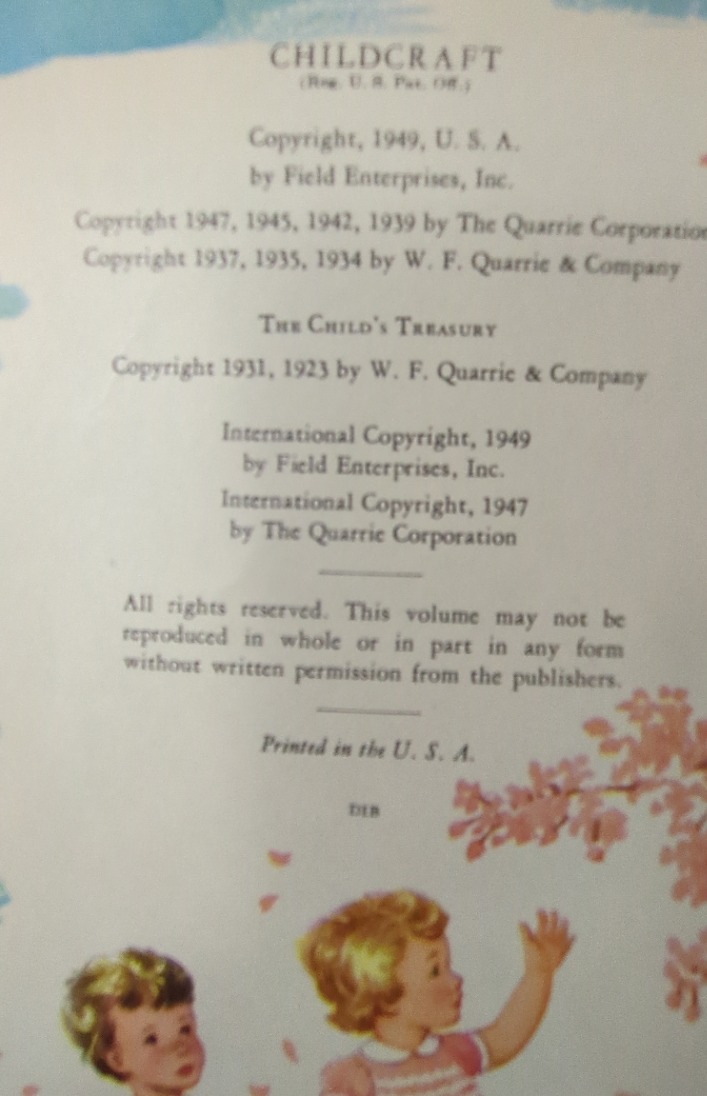 CHILDCRAFT
(Reg. U. S. Pat. Off.)
Copyright, 1949, U. S. A.
by Field Enterprises, Inc.
Copyright 1947, 1945, 1942, 1939 by The Quarrie Corporation
Copyright 1937, 1935, 1934 by W. F. Quarrie & Company
THE CHILD'S TREASURY
Copyright 1931, 1923 by W. F. Quarrie & Company
International Copyright, 1949
by Field Enterprises, Inc.
International Copyright, 1947
by The Quarrie Corporation
All rights reserved. This volume may not be
reproduced in whole or in part in any form
without written permission from the publishers.
Printed in the U. S. A.